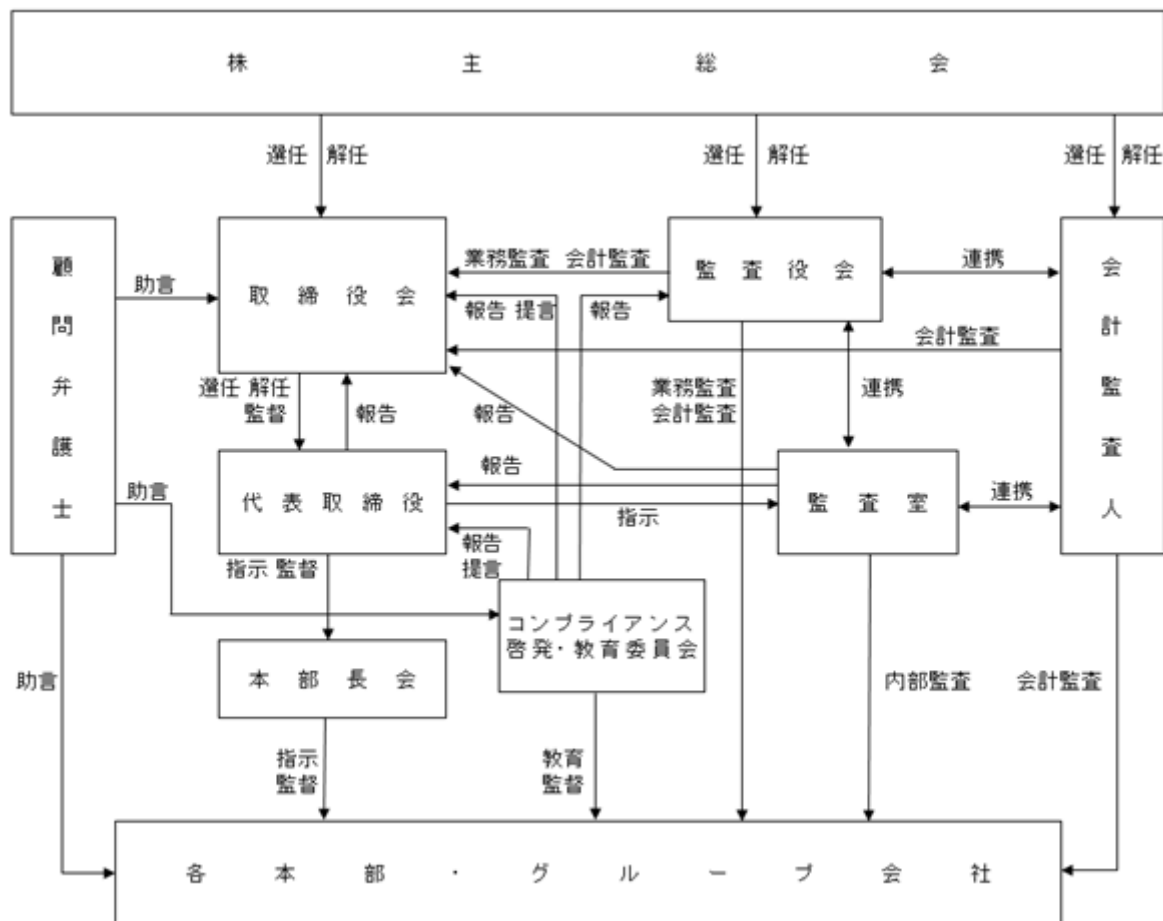 株主総会
選任 解任
選任 解任
選任 解任
顧問弁護士
取締役会
監査役会
会計監査人
助言
業務監査 会計監査
連携
報告 提言
報告
会計監査
選任 解任
監督
報告
報告
業務監査
会計監査
連携
助言
代表取締役
報告
指示
監査室
連携
指示 監督
報告
提言
コンプライアンス
啓発・教育委員会
本部長会
助言
内部監査
会計監査
指示
監督
教育
監督
各本部・グループ会社